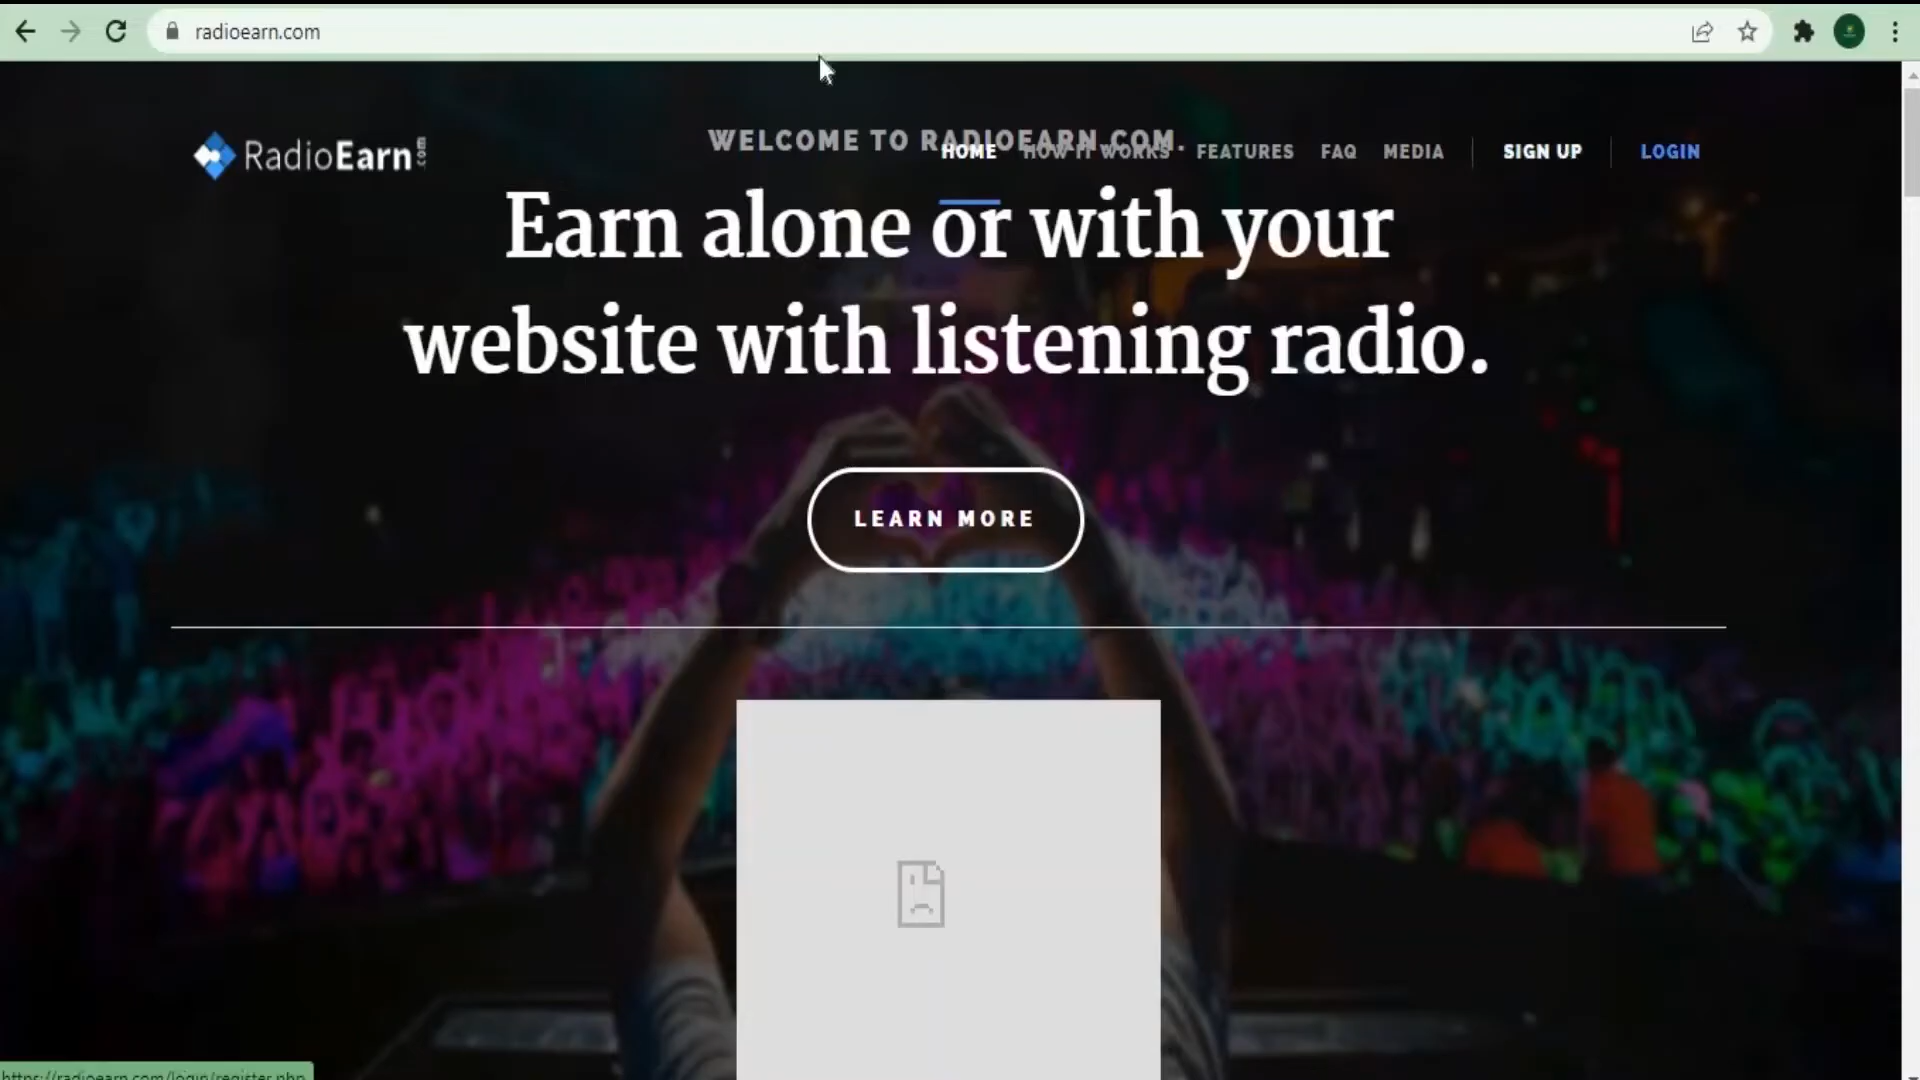 radioearn.com
WELCOME TO RADIOEARN.COM.
RadioEarn.com
HOME HOW IT WORKS FEATURES FAQ MEDIA SIGN UP LOGIN
Earn alone or with your
website with listening radio.
LEARN MORE
https://radioearn.com/login/register.php